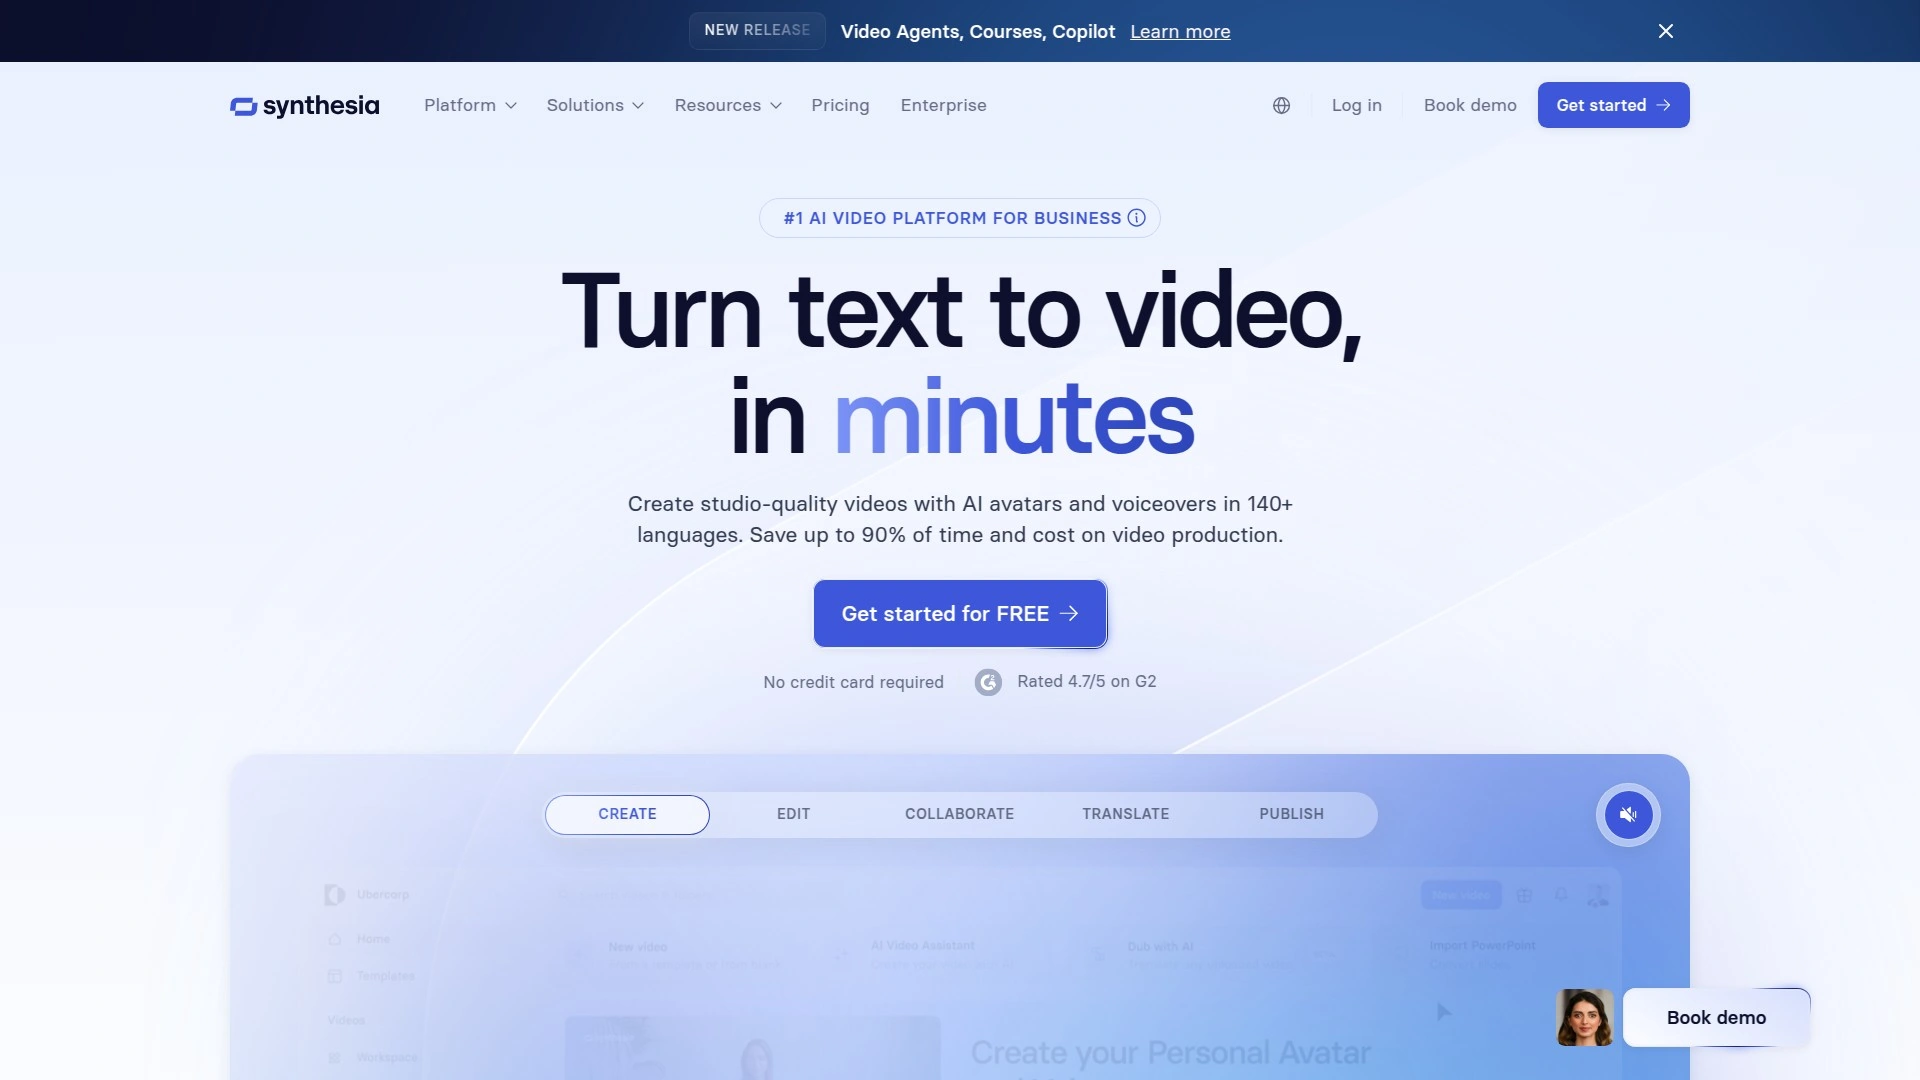 NEW RELEASE Video Agents, Courses, Copilot Learn more
synthesia Platform Solutions Resources Pricing Enterprise Log in Book demo Get started
#1 AI VIDEO PLATFORM FOR BUSINESS
Turn text to video,
in minutes
Create studio-quality videos with AI avatars and voiceovers in 140+
languages. Save up to 90% of time and cost on video production.
Get started for FREE
No credit card required Rated 4.7/5 on G2
CREATE EDIT COLLABORATE TRANSLATE PUBLISH
Ubercorp New video
Home
New video AI Video Assistant Dub with AI Import PowerPoint
Templates
Videos
Book demo
Workspace
Create your Personal Avatar